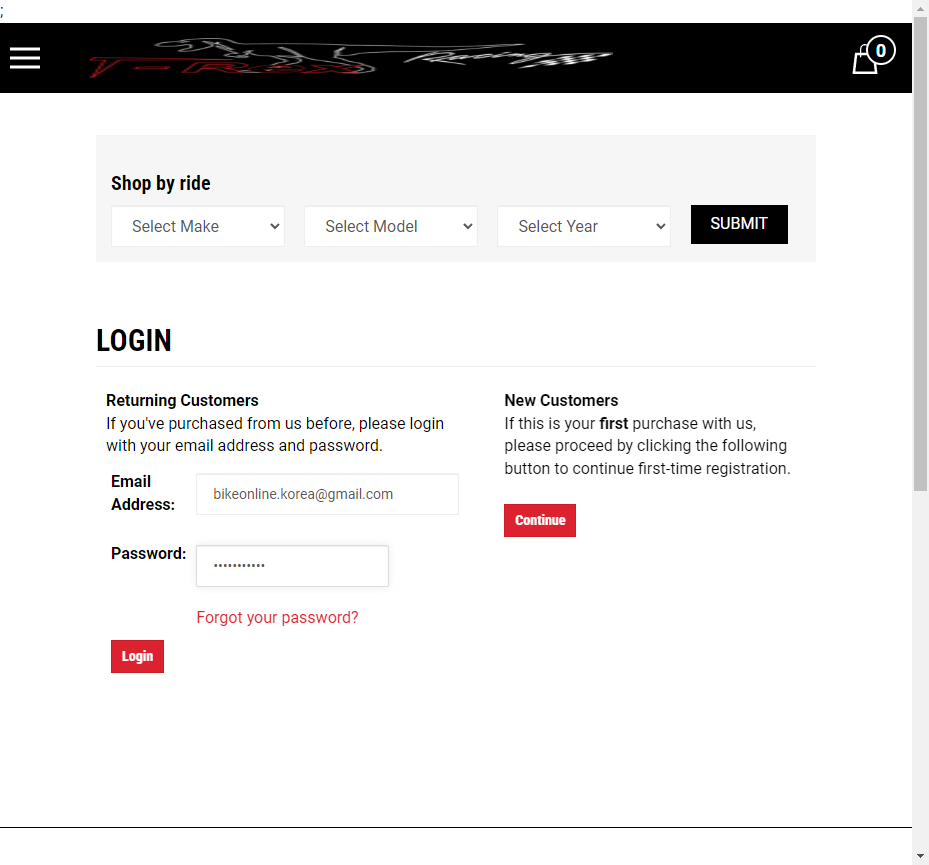 ;
T-Rex Racing
0
Shop by ride
Select Make
Select Model
Select Year
SUBMIT
LOGIN
Returning Customers
If you've purchased from us before, please login
with your email address and password.
Email
Address:
bikeonline.korea@gmail.com
Password:
•••••••••••
Forgot your password?
Login
New Customers
If this is your first purchase with us,
please proceed by clicking the following
button to continue first-time registration.
Continue